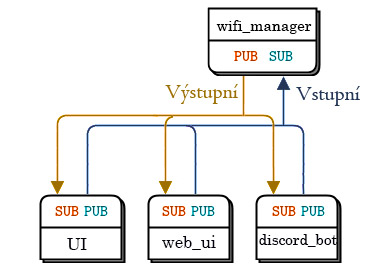 wifi_manager
PUB SUB
Výstupní
Vstupní
SUB PUB
UI
SUB PUB
web_ui
SUB PUB
discord_bot